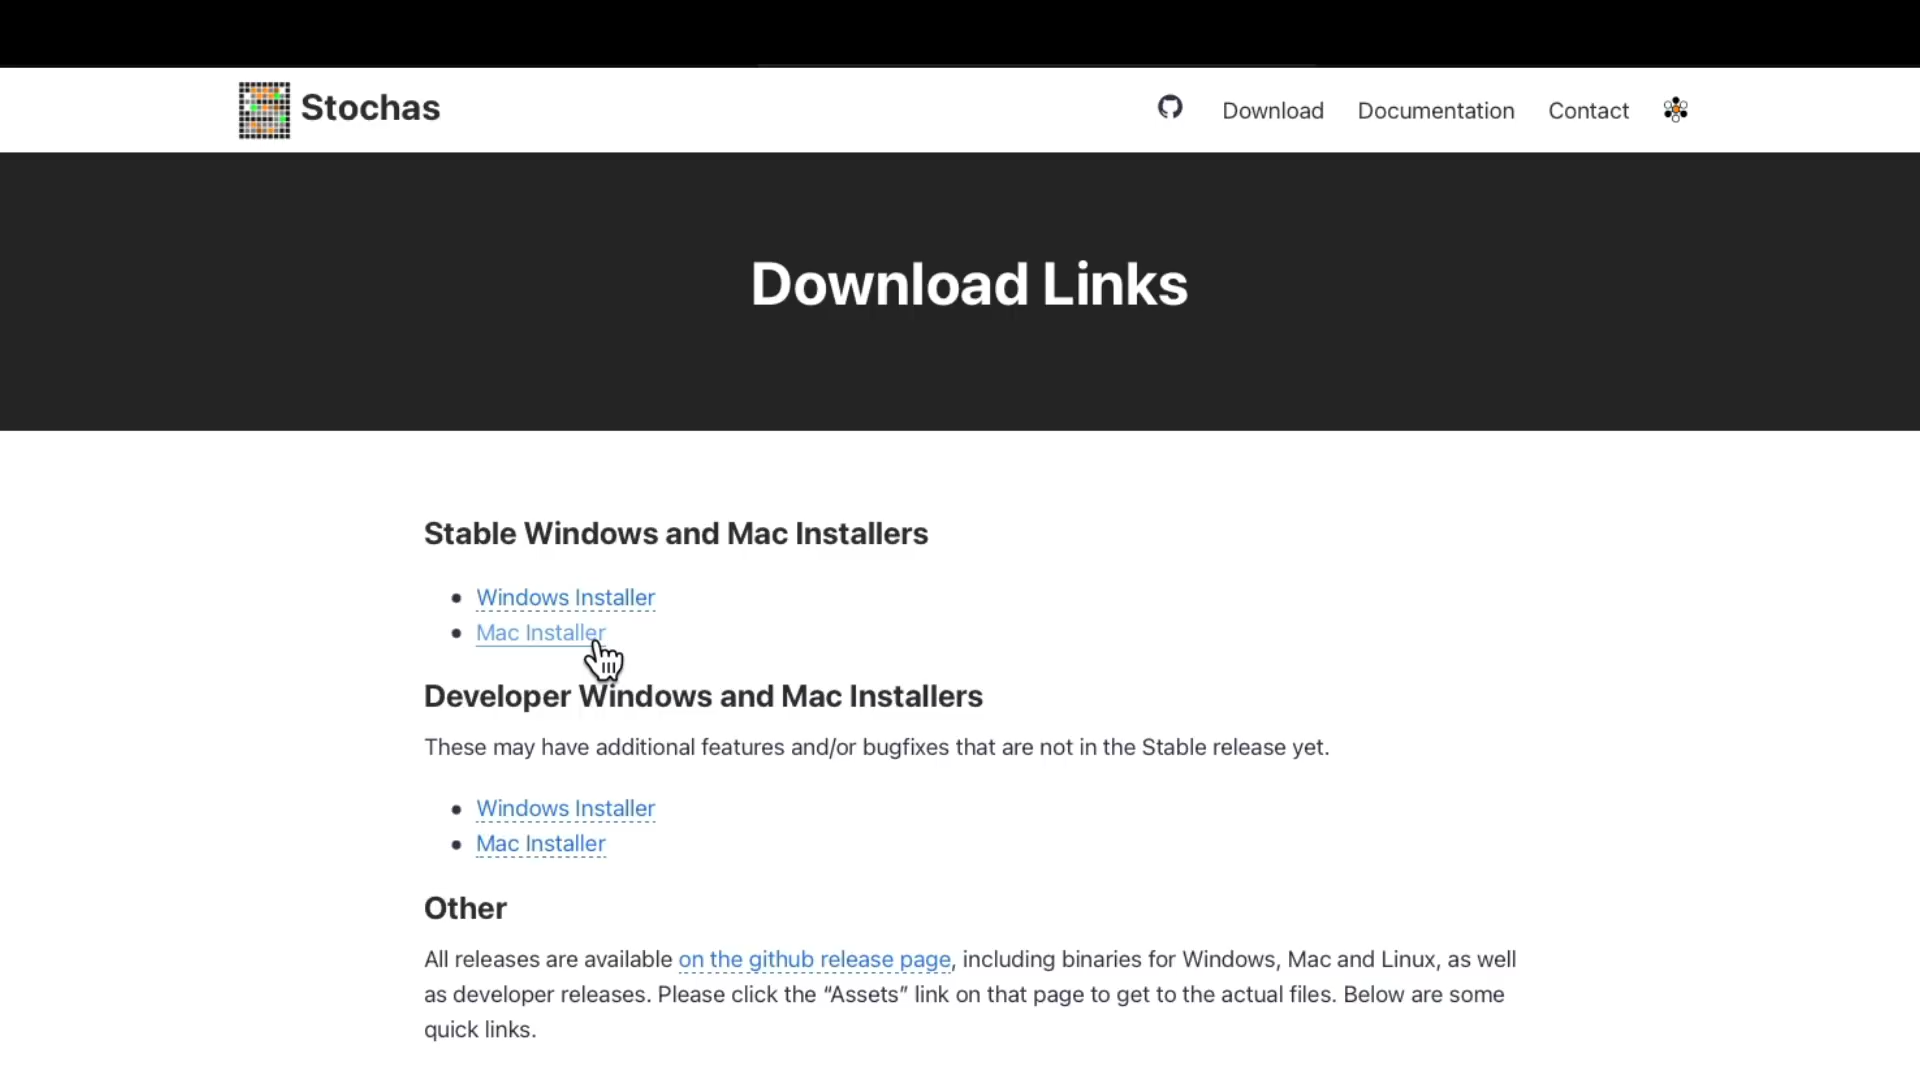 Stochas
Download Documentation Contact
Download Links
Stable Windows and Mac Installers
Windows Installer
Mac Installer
Developer Windows and Mac Installers
These may have additional features and/or bugfixes that are not in the Stable release yet.
Windows Installer
Mac Installer
Other
All releases are available on the github release page, including binaries for Windows, Mac and Linux, as well
as developer releases. Please click the “Assets” link on that page to get to the actual files. Below are some
quick links.